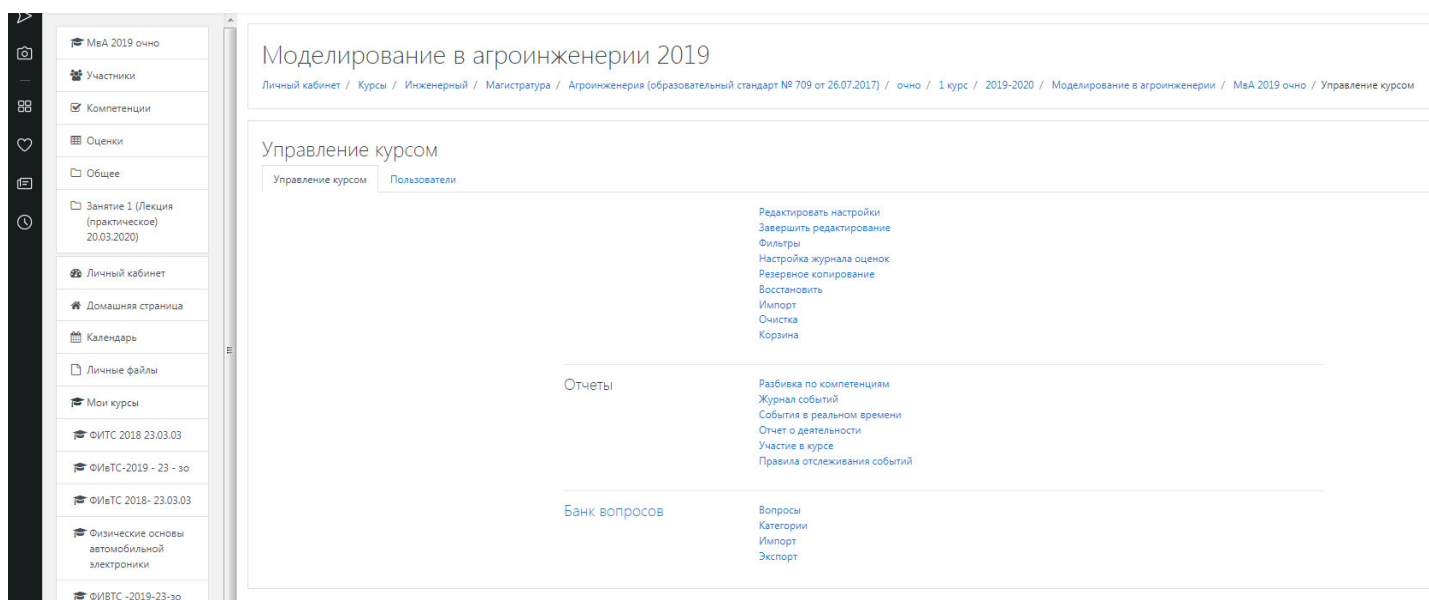 МвА 2019 очно
Участники
Компетенции
Оценки
Общее
Занятие 1 (Лекция
(практическое)
20.03.2020)
Личный кабинет
Домашняя страница
Календарь
Личные файлы
Мои курсы
ФИТС 2018 23.03.03
ФИвТС-2019 - 23 - зо
ФИвТС 2018- 23.03.03
Физические основы
автомобильной
электроники
ФИВТС -2019-23-зо
Моделирование в агроинженерии 2019
Личный кабинет / Курсы / Инженерный / Магистратура / Агроинженерия (образовательный стандарт № 709 от 26.07.2017) / очно / 1 курс / 2019-2020 / Моделирование в агроинженерии / МвА 2019 очно / Управление курсом
Управление курсом
Управление курсом Пользователи
Редактировать настройки
Завершить редактирование
Фильтры
Настройка журнала оценок
Резервное копирование
Восстановить
Импорт
Очистка
Корзина
Отчеты
Разбивка по компетенциям
Журнал событий
События в реальном времени
Отчет о деятельности
Участие в курсе
Правила отслеживания событий
Банк вопросов
Вопросы
Категории
Импорт
Экспорт